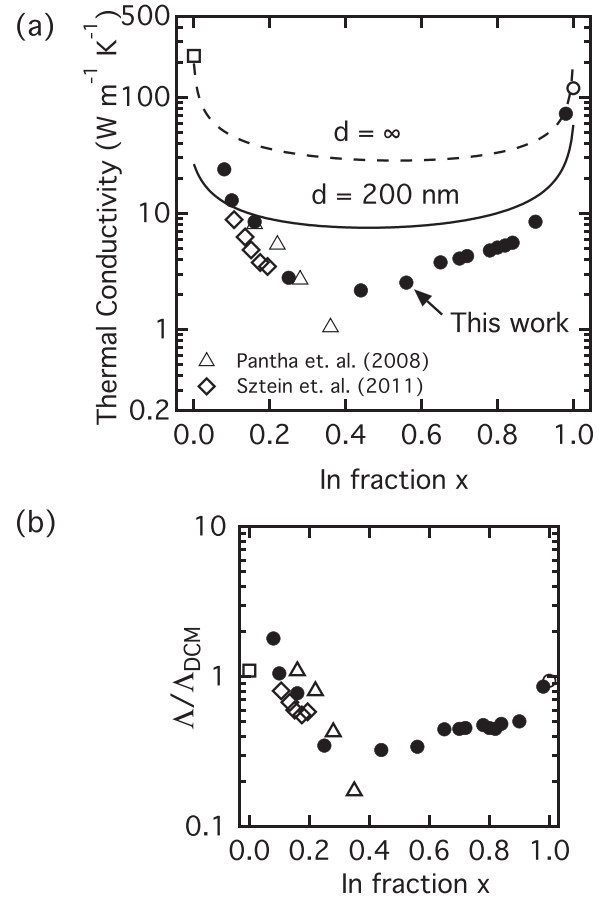 (a)
Thermal Conductivity (W m⁻¹ K⁻¹)
500
100
10
1
0.2
d = ∞
d = 200 nm
This work
Pantha et. al. (2008)
Sztein et. al. (2011)
0.0 0.2 0.4 0.6 0.8 1.0
In fraction x
(b)
Λ/Λ_DCM
10
1
0.1
0.0 0.2 0.4 0.6 0.8 1.0
In fraction x